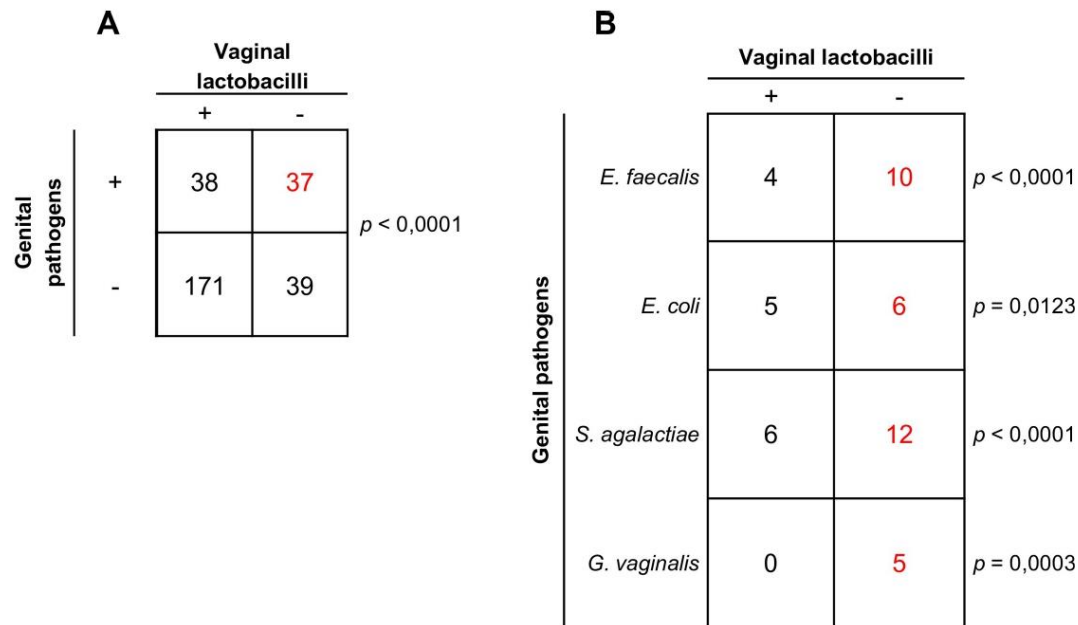 A
Vaginal
lactobacilli
+ -
Genital
pathogens
+ 38 37
p < 0,0001
- 171 39
B
Vaginal lactobacilli
+ -
Genital pathogens
E. faecalis 4 10 p < 0,0001
E. coli 5 6 p = 0,0123
S. agalactiae 6 12 p < 0,0001
G. vaginalis 0 5 p = 0,0003